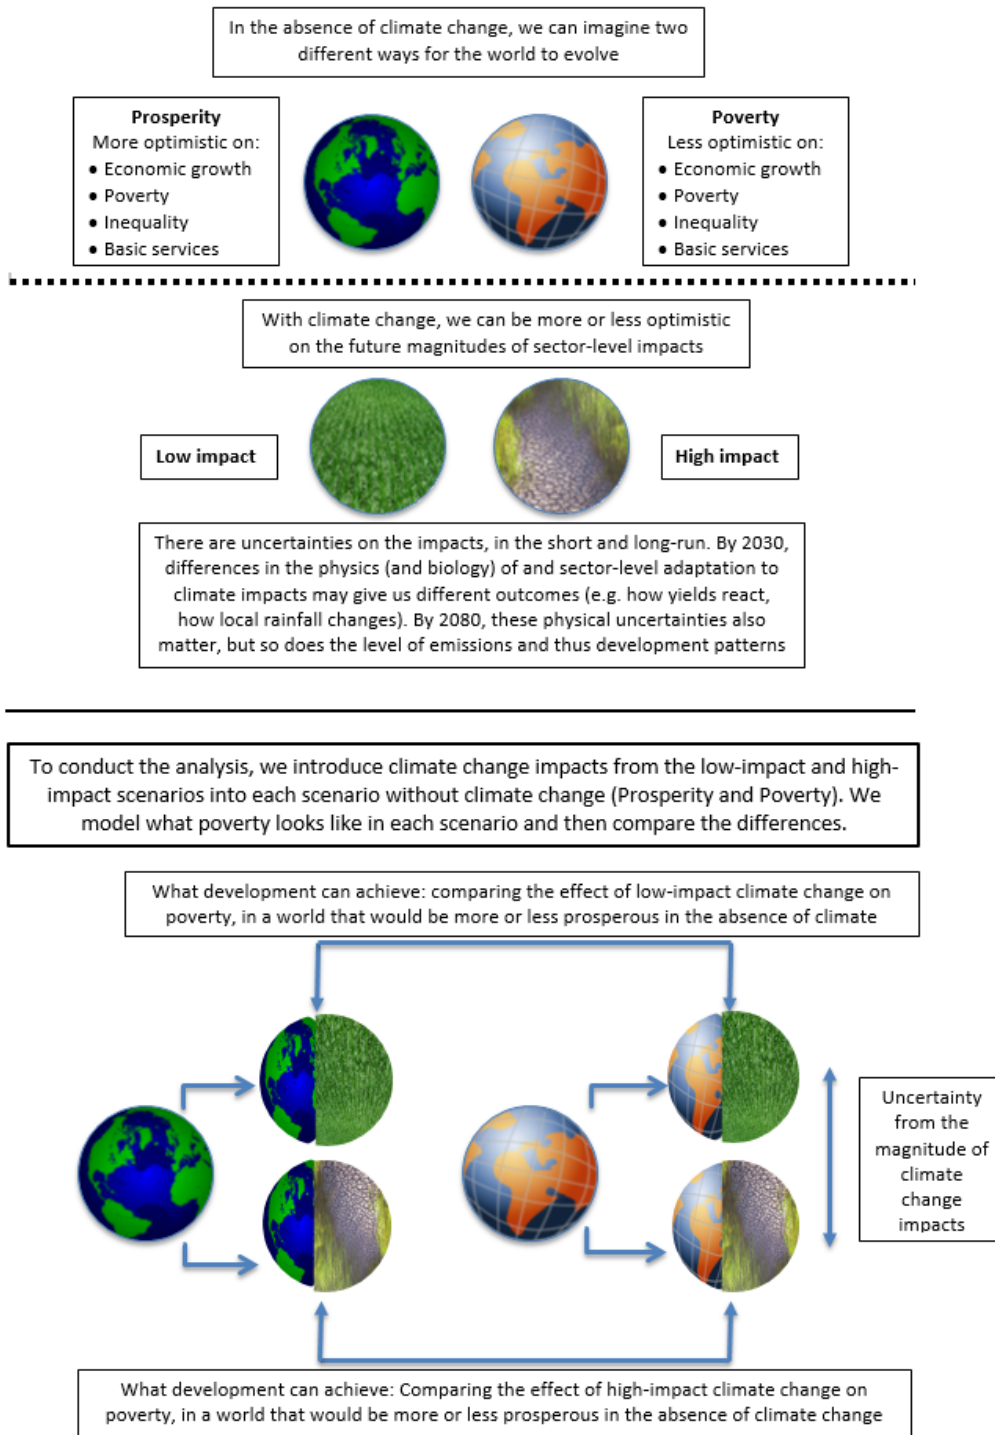 In the absence of climate change, we can imagine two
different ways for the world to evolve
Prosperity
More optimistic on:
• Economic growth
• Poverty
• Inequality
• Basic services
Poverty
Less optimistic on:
• Economic growth
• Poverty
• Inequality
• Basic services
With climate change, we can be more or less optimistic
on the future magnitudes of sector-level impacts
Low impact
High impact
There are uncertainties on the impacts, in the short and long-run. By 2030,
differences in the physics (and biology) of and sector-level adaptation to
climate impacts may give us different outcomes (e.g. how yields react,
how local rainfall changes). By 2080, these physical uncertainties also
matter, but so does the level of emissions and thus development patterns
To conduct the analysis, we introduce climate change impacts from the low-impact and high-
impact scenarios into each scenario without climate change (Prosperity and Poverty). We
model what poverty looks like in each scenario and then compare the differences.
What development can achieve: comparing the effect of low-impact climate change on
poverty, in a world that would be more or less prosperous in the absence of climate
Uncertainty
from the
magnitude of
climate
change
impacts
What development can achieve: Comparing the effect of high-impact climate change on
poverty, in a world that would be more or less prosperous in the absence of climate change